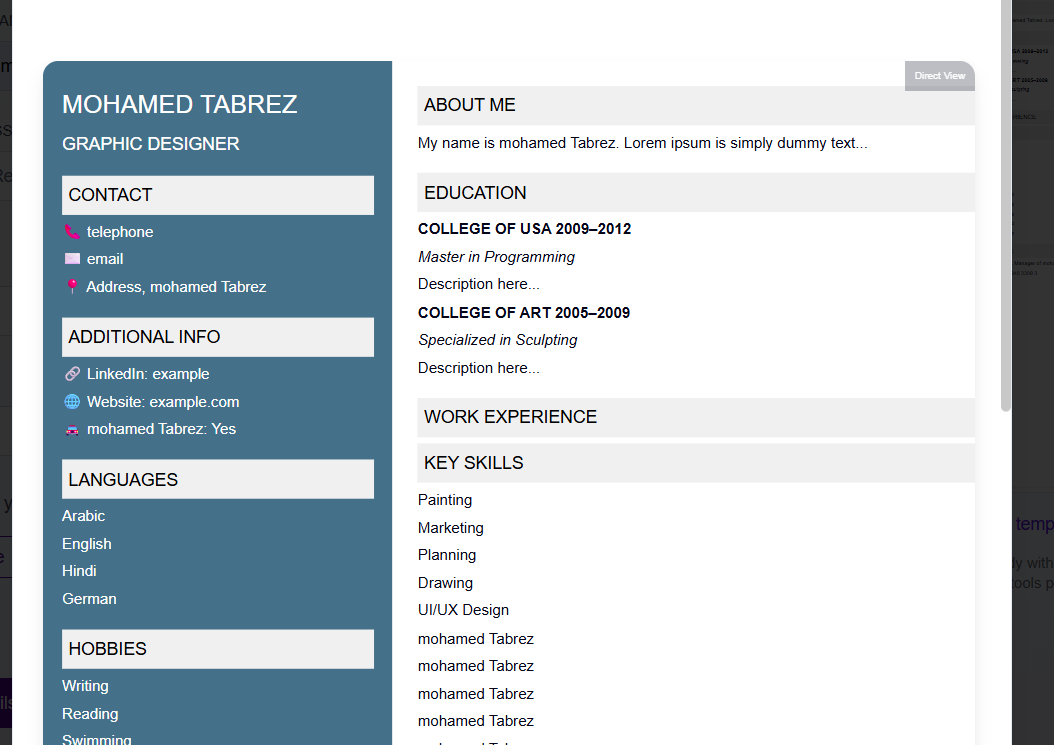 MOHAMED TABREZ
GRAPHIC DESIGNER
CONTACT
telephone
email
Address, mohamed Tabrez
ADDITIONAL INFO
LinkedIn: example
Website: example.com
mohamed Tabrez: Yes
LANGUAGES
Arabic
English
Hindi
German
HOBBIES
Writing
Reading
Swimming
Direct View
ABOUT ME
My name is mohamed Tabrez. Lorem ipsum is simply dummy text...
EDUCATION
COLLEGE OF USA 2009–2012
Master in Programming
Description here...
COLLEGE OF ART 2005–2009
Specialized in Sculpting
Description here...
WORK EXPERIENCE
KEY SKILLS
Painting
Marketing
Planning
Drawing
UI/UX Design
mohamed Tabrez
mohamed Tabrez
mohamed Tabrez
mohamed Tabrez